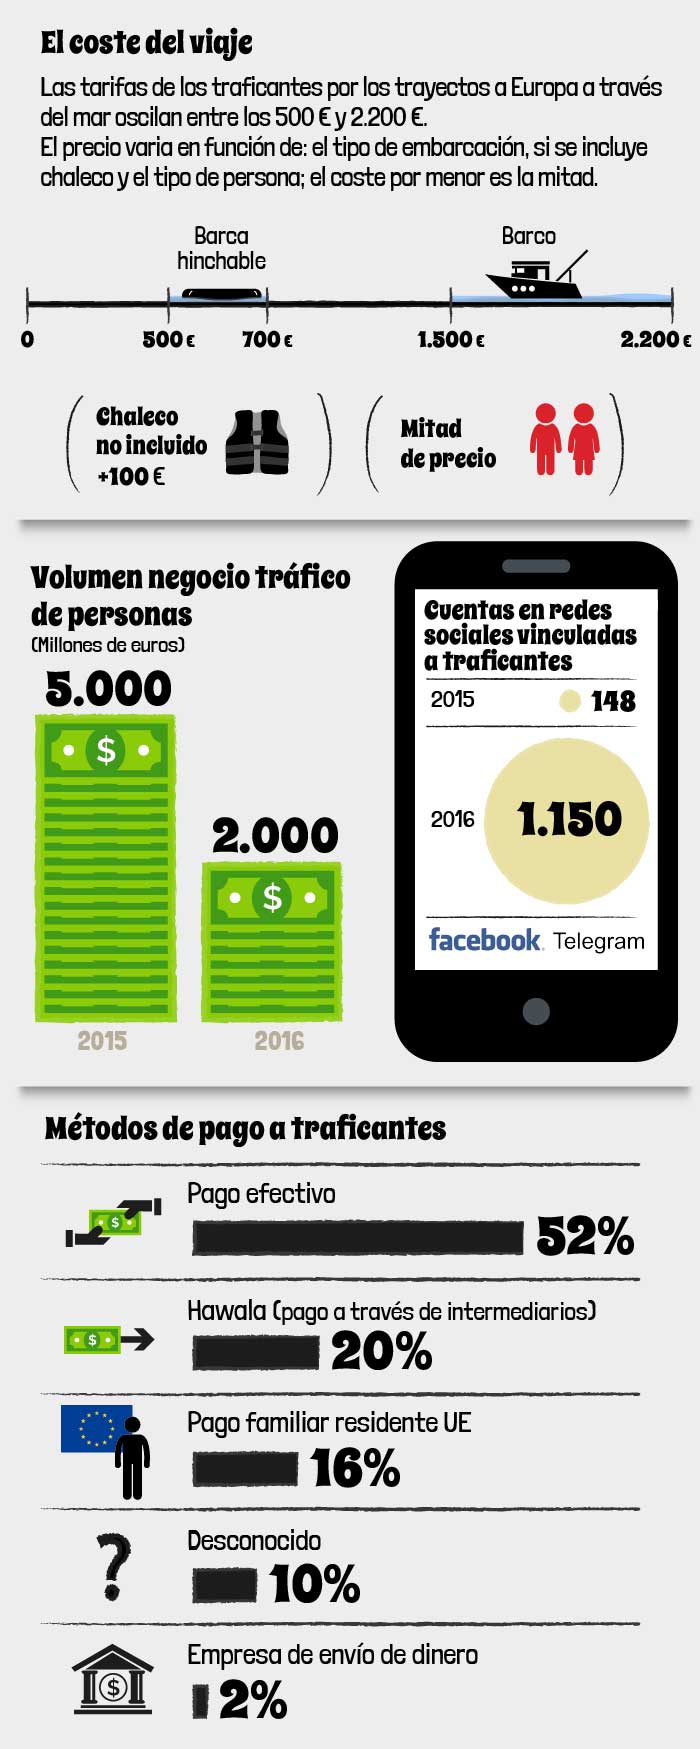 El coste del viaje
Las tarifas de los traficantes por los trayectos a Europa a través
del mar oscilan entre los 500 € y 2.200 €.
El precio varia en función de: el tipo de embarcación, si se incluye
chaleco y el tipo de persona; el coste por menor es la mitad.
Barca
hinchable
Barco
0 500 € 700 € 1.500 € 2.200 €
Chaleco
no incluido
+100 €
Mitad
de precio
Volumen negocio tráfico
de personas
(Millones de euros)
5.000
$
2015
2.000
$
2016
Cuentas en redes
sociales vinculadas
a traficantes
2015 148
2016 1.150
facebook. Telegram
Métodos de pago a traficantes
Pago efectivo
$
52%
Hawala (pago a través de intermediarios)
$
20%
Pago familiar residente UE
16%
Desconocido
?
10%
Empresa de envío de dinero
$
2%